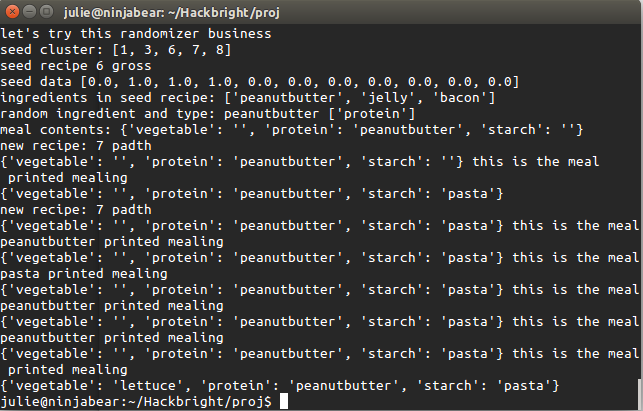 julie@ninjabear: ~/Hackbright/proj
let's try this randomizer business
seed cluster: [1, 3, 6, 7, 8]
seed recipe 6 gross
seed data [0.0, 1.0, 1.0, 1.0, 0.0, 0.0, 0.0, 0.0, 0.0, 0.0, 0.0]
ingredients in seed recipe: ['peanutbutter', 'jelly', 'bacon']
random ingredient and type: peanutbutter ['protein']
meal contents: {'vegetable': '', 'protein': 'peanutbutter', 'starch': ''}
new recipe: 7 padth
{'vegetable': '', 'protein': 'peanutbutter', 'starch': ''} this is the meal
 printed mealing
{'vegetable': '', 'protein': 'peanutbutter', 'starch': 'pasta'}
new recipe: 7 padth
{'vegetable': '', 'protein': 'peanutbutter', 'starch': 'pasta'} this is the meal
peanutbutter printed mealing
{'vegetable': '', 'protein': 'peanutbutter', 'starch': 'pasta'} this is the meal
pasta printed mealing
{'vegetable': '', 'protein': 'peanutbutter', 'starch': 'pasta'} this is the meal
peanutbutter printed mealing
{'vegetable': '', 'protein': 'peanutbutter', 'starch': 'pasta'} this is the meal
peanutbutter printed mealing
{'vegetable': '', 'protein': 'peanutbutter', 'starch': 'pasta'} this is the meal
 printed mealing
{'vegetable': 'lettuce', 'protein': 'peanutbutter', 'starch': 'pasta'}
julie@ninjabear:~/Hackbright/proj$